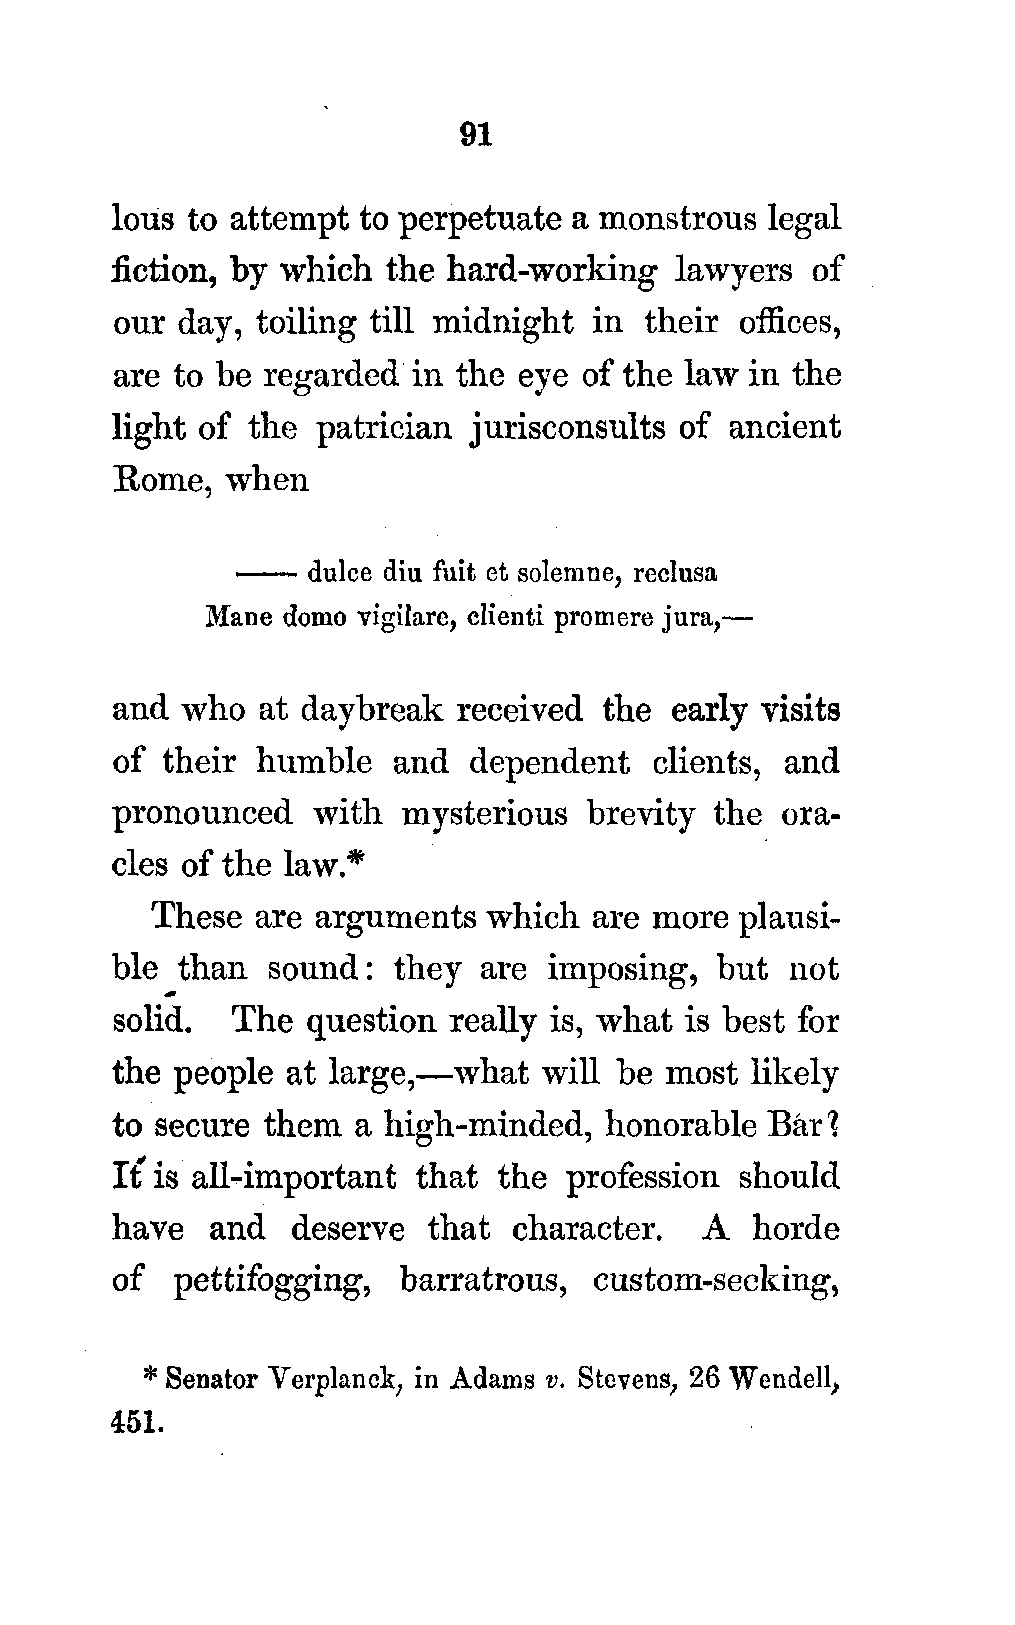 91
lous to attempt to perpetuate a monstrous legal
fiction, by which the hard-working lawyers of
our day, toiling till midnight in their offices,
are to be regarded in the eye of the law in the
light of the patrician jurisconsults of ancient
Rome, when
—— dulce diu fuit et solemne, reclusa
Mane domo vigilare, clienti promere jura,—
and who at daybreak received the early visits
of their humble and dependent clients, and
pronounced with mysterious brevity the ora-
cles of the law.*
These are arguments which are more plausi-
ble than sound: they are imposing, but not
solid. The question really is, what is best for
the people at large,—what will be most likely
to secure them a high-minded, honorable Bar?
It is all-important that the profession should
have and deserve that character. A horde
of pettifogging, barratrous, custom-seeking,
* Senator Verplanck, in Adams v. Stevens, 26 Wendell,
451.